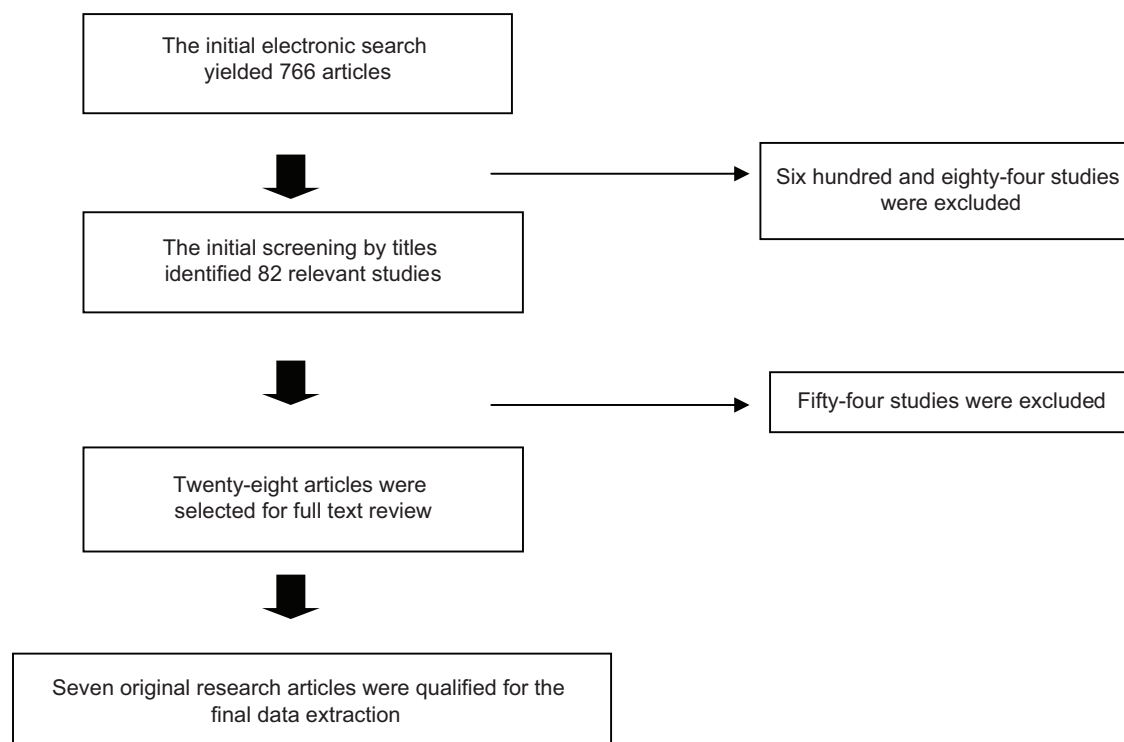 The initial electronic search
yielded 766 articles
Six hundred and eighty-four studies
were excluded
The initial screening by titles
identified 82 relevant studies
Fifty-four studies were excluded
Twenty-eight articles were
selected for full text review
Seven original research articles were qualified for the
final data extraction